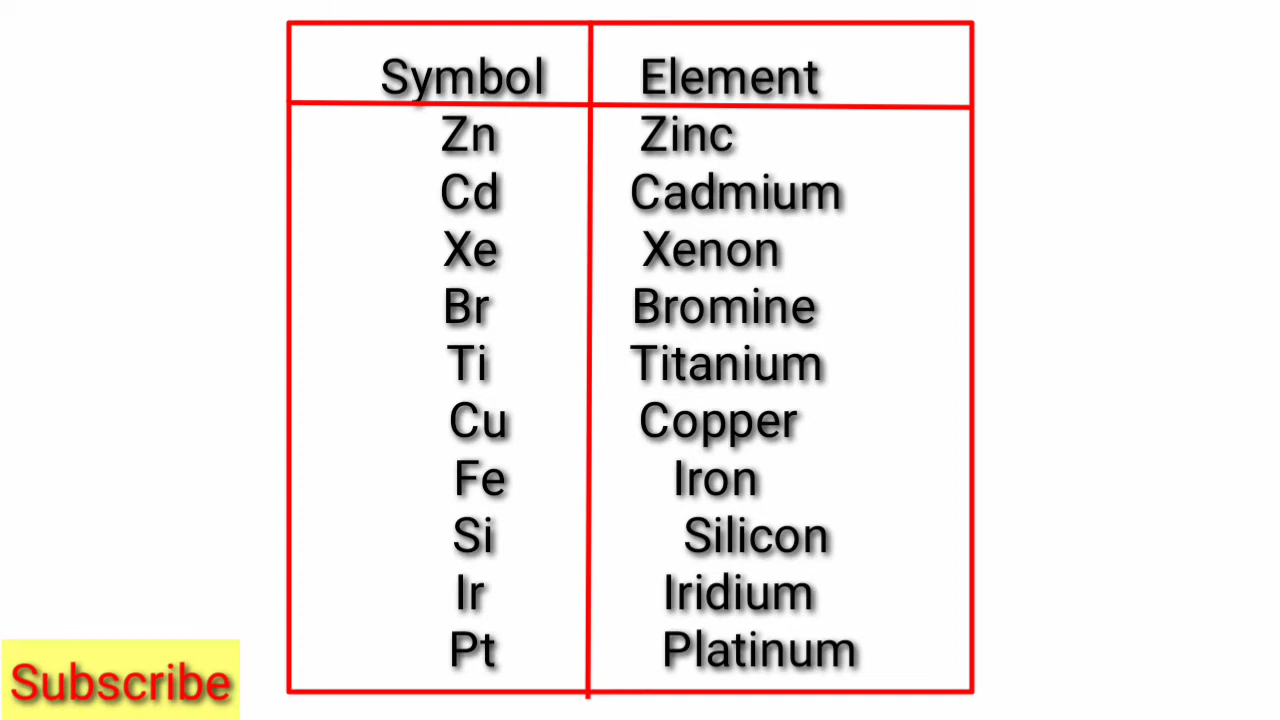 Symbol Element
Zn Zinc
Cd Cadmium
Xe Xenon
Br Bromine
Ti Titanium
Cu Copper
Fe Iron
Si Silicon
Ir Iridium
Pt Platinum
Subscribe